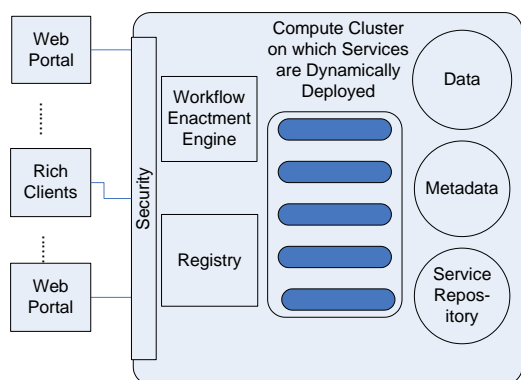 Web
Portal
Rich
Clients
Web
Portal
Security
Workflow
Enactment
Engine
Registry
Compute Cluster
on which Services
are Dynamically
Deployed
Data
Metadata
Service
Repos-
itory